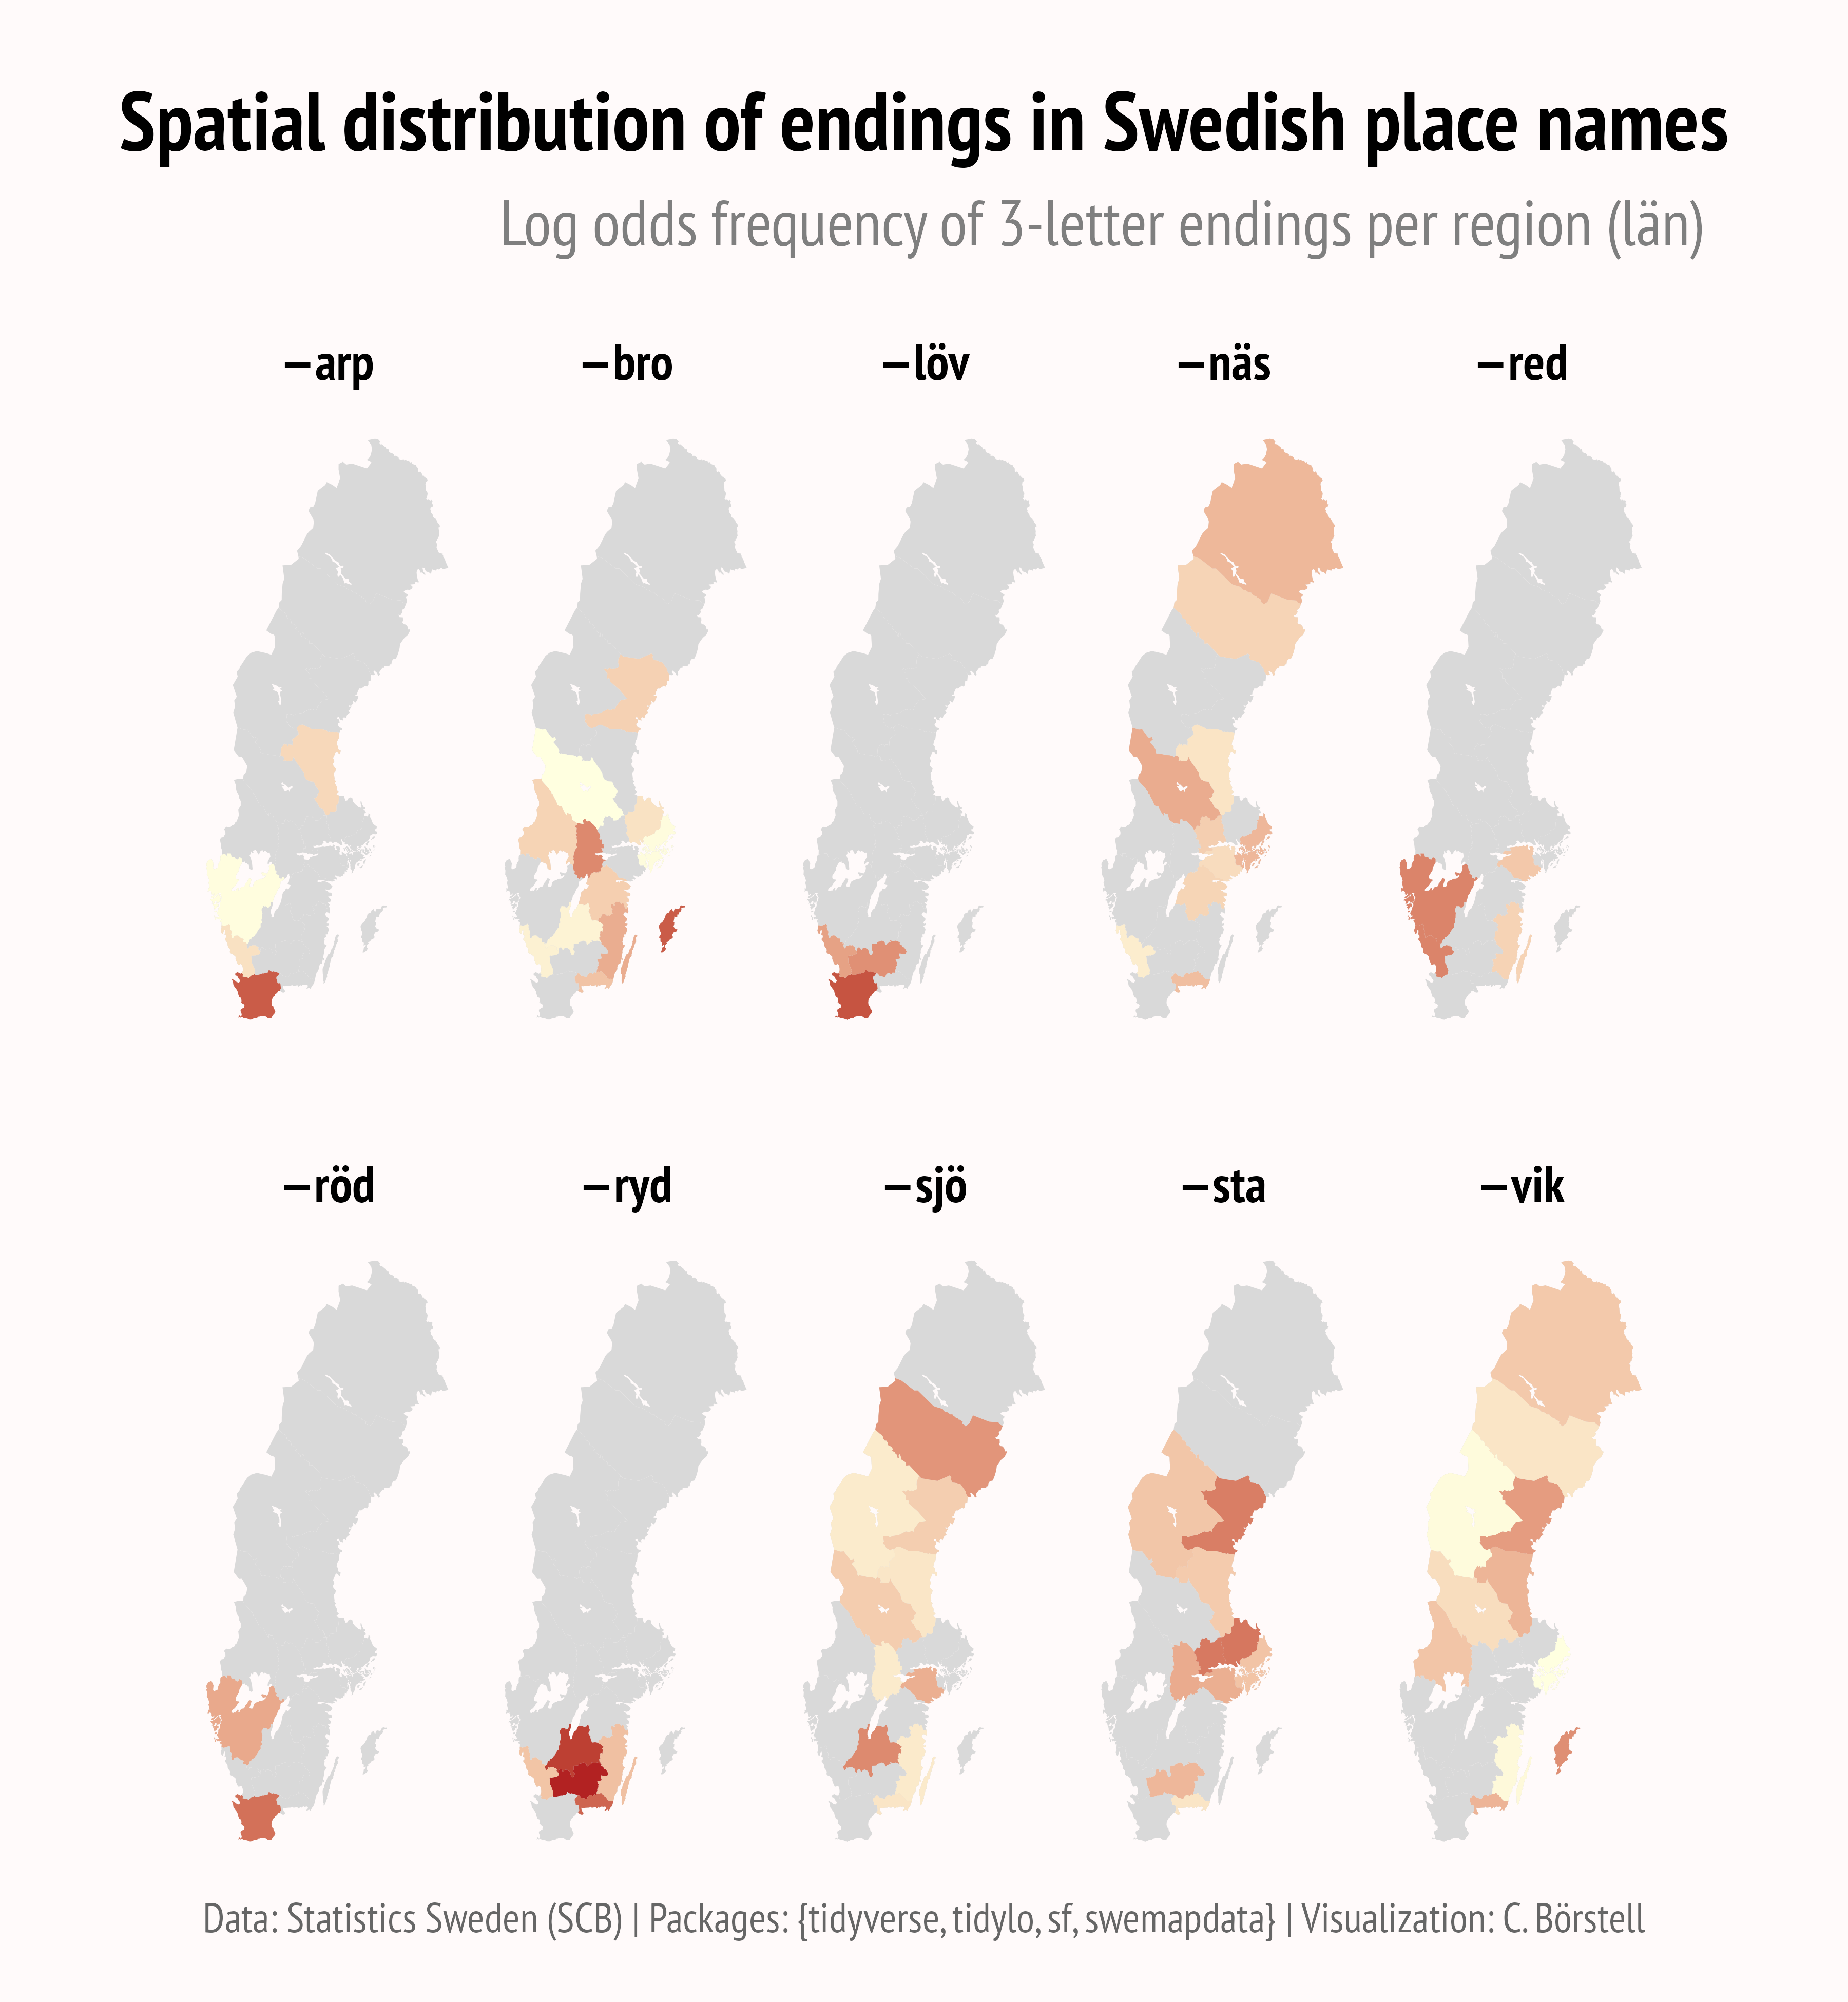 Spatial distribution of endings in Swedish place names
Log odds frequency of 3-letter endings per region (län)
—arp —bro —löv —näs —red
—röd —ryd —sjö —sta —vik
Data: Statistics Sweden (SCB) | Packages: {tidyverse, tidylo, sf, swemapdata} | Visualization: C. Börstell